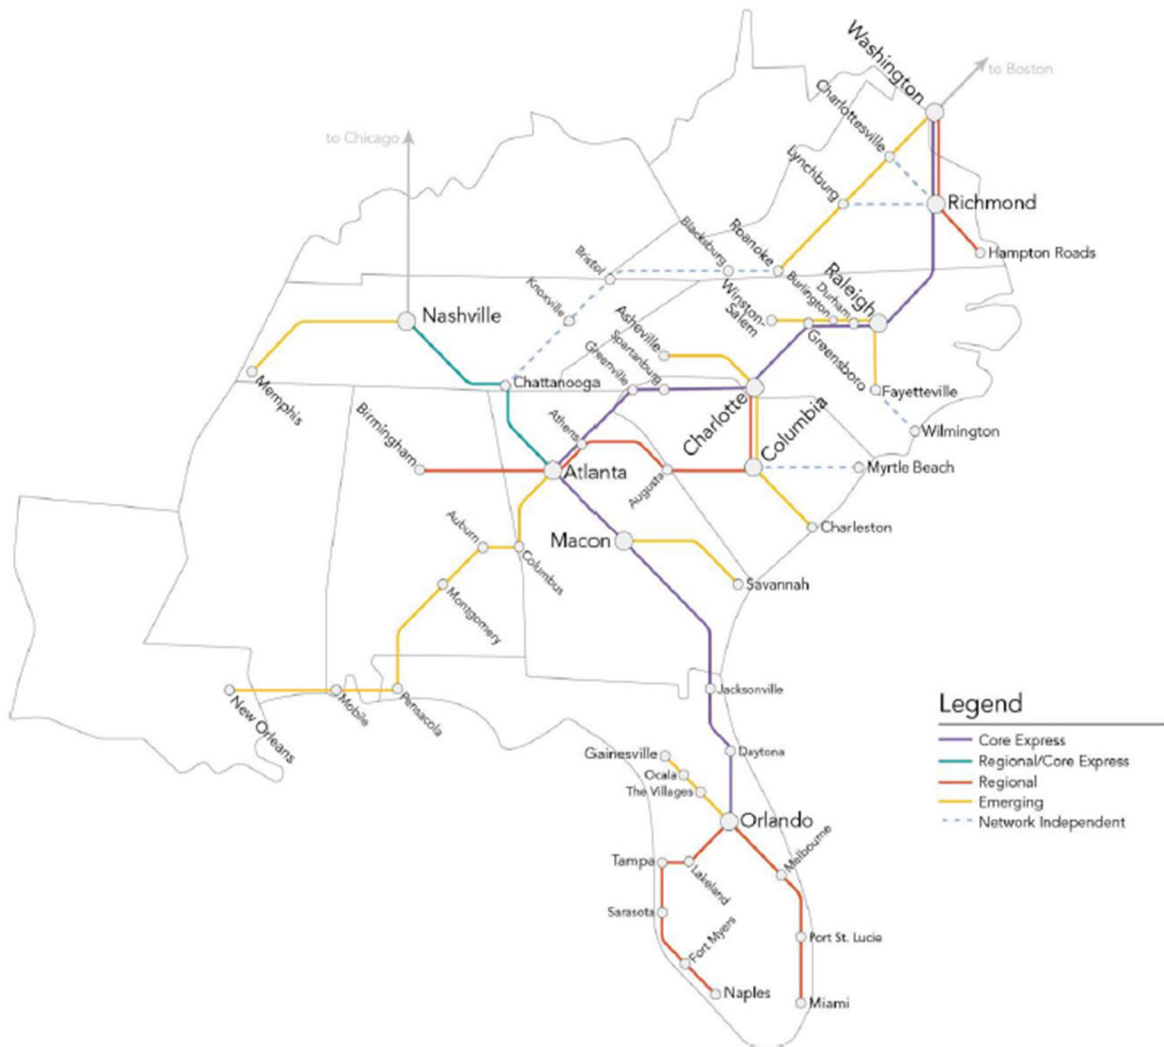 Washington
to Boston
Charlottesville
to Chicago
Lynchburg
Richmond
Blacksburg
Roanoke
Hampton Roads
Bristol
Raleigh
Durham
Burlington
Knoxville
Winston-
Salem
Nashville
Asheville
Spartanburg
Greenville
Greensboro
Chattanooga
Fayetteville
Memphis
Charlotte
Columbia
Wilmington
Birmingham
Athens
Atlanta
Augusta
Myrtle Beach
Auburn
Columbus
Macon
Charleston
Montgomery
Savannah
New Orleans
Mobile
Pensacola
Jacksonville
Gainesville
Daytona
Ocala
The Villages
Orlando
Tampa
Lakeland
Melbourne
Sarasota
Fort Myers
Port St. Lucie
Naples
Miami
Legend
Core Express
Regional/Core Express
Regional
Emerging
Network Independent